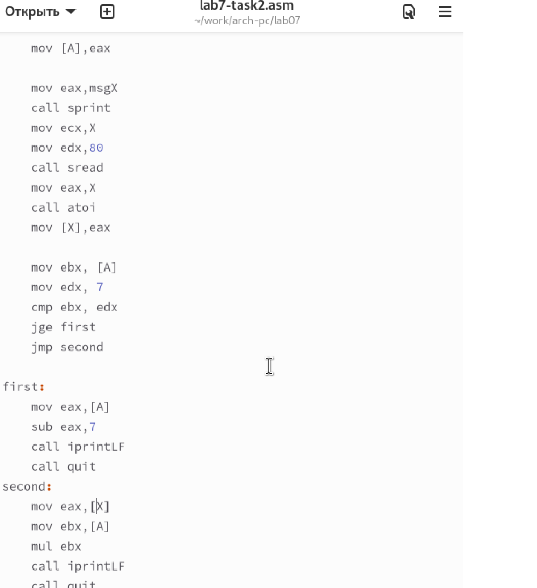 Открыть
lab7-task2.asm
~/work/arch-pc/lab07
mov [A],eax
mov eax,msgX
call sprint
mov ecx,X
mov edx,80
call sread
mov eax,X
call atoi
mov [X],eax
mov ebx, [A]
mov edx, 7
cmp ebx, edx
jge first
jmp second
first:
mov eax,[A]
sub eax,7
call iprintLF
call quit
second:
mov eax,[X]
mov ebx,[A]
mul ebx
call iprintLF
call quit